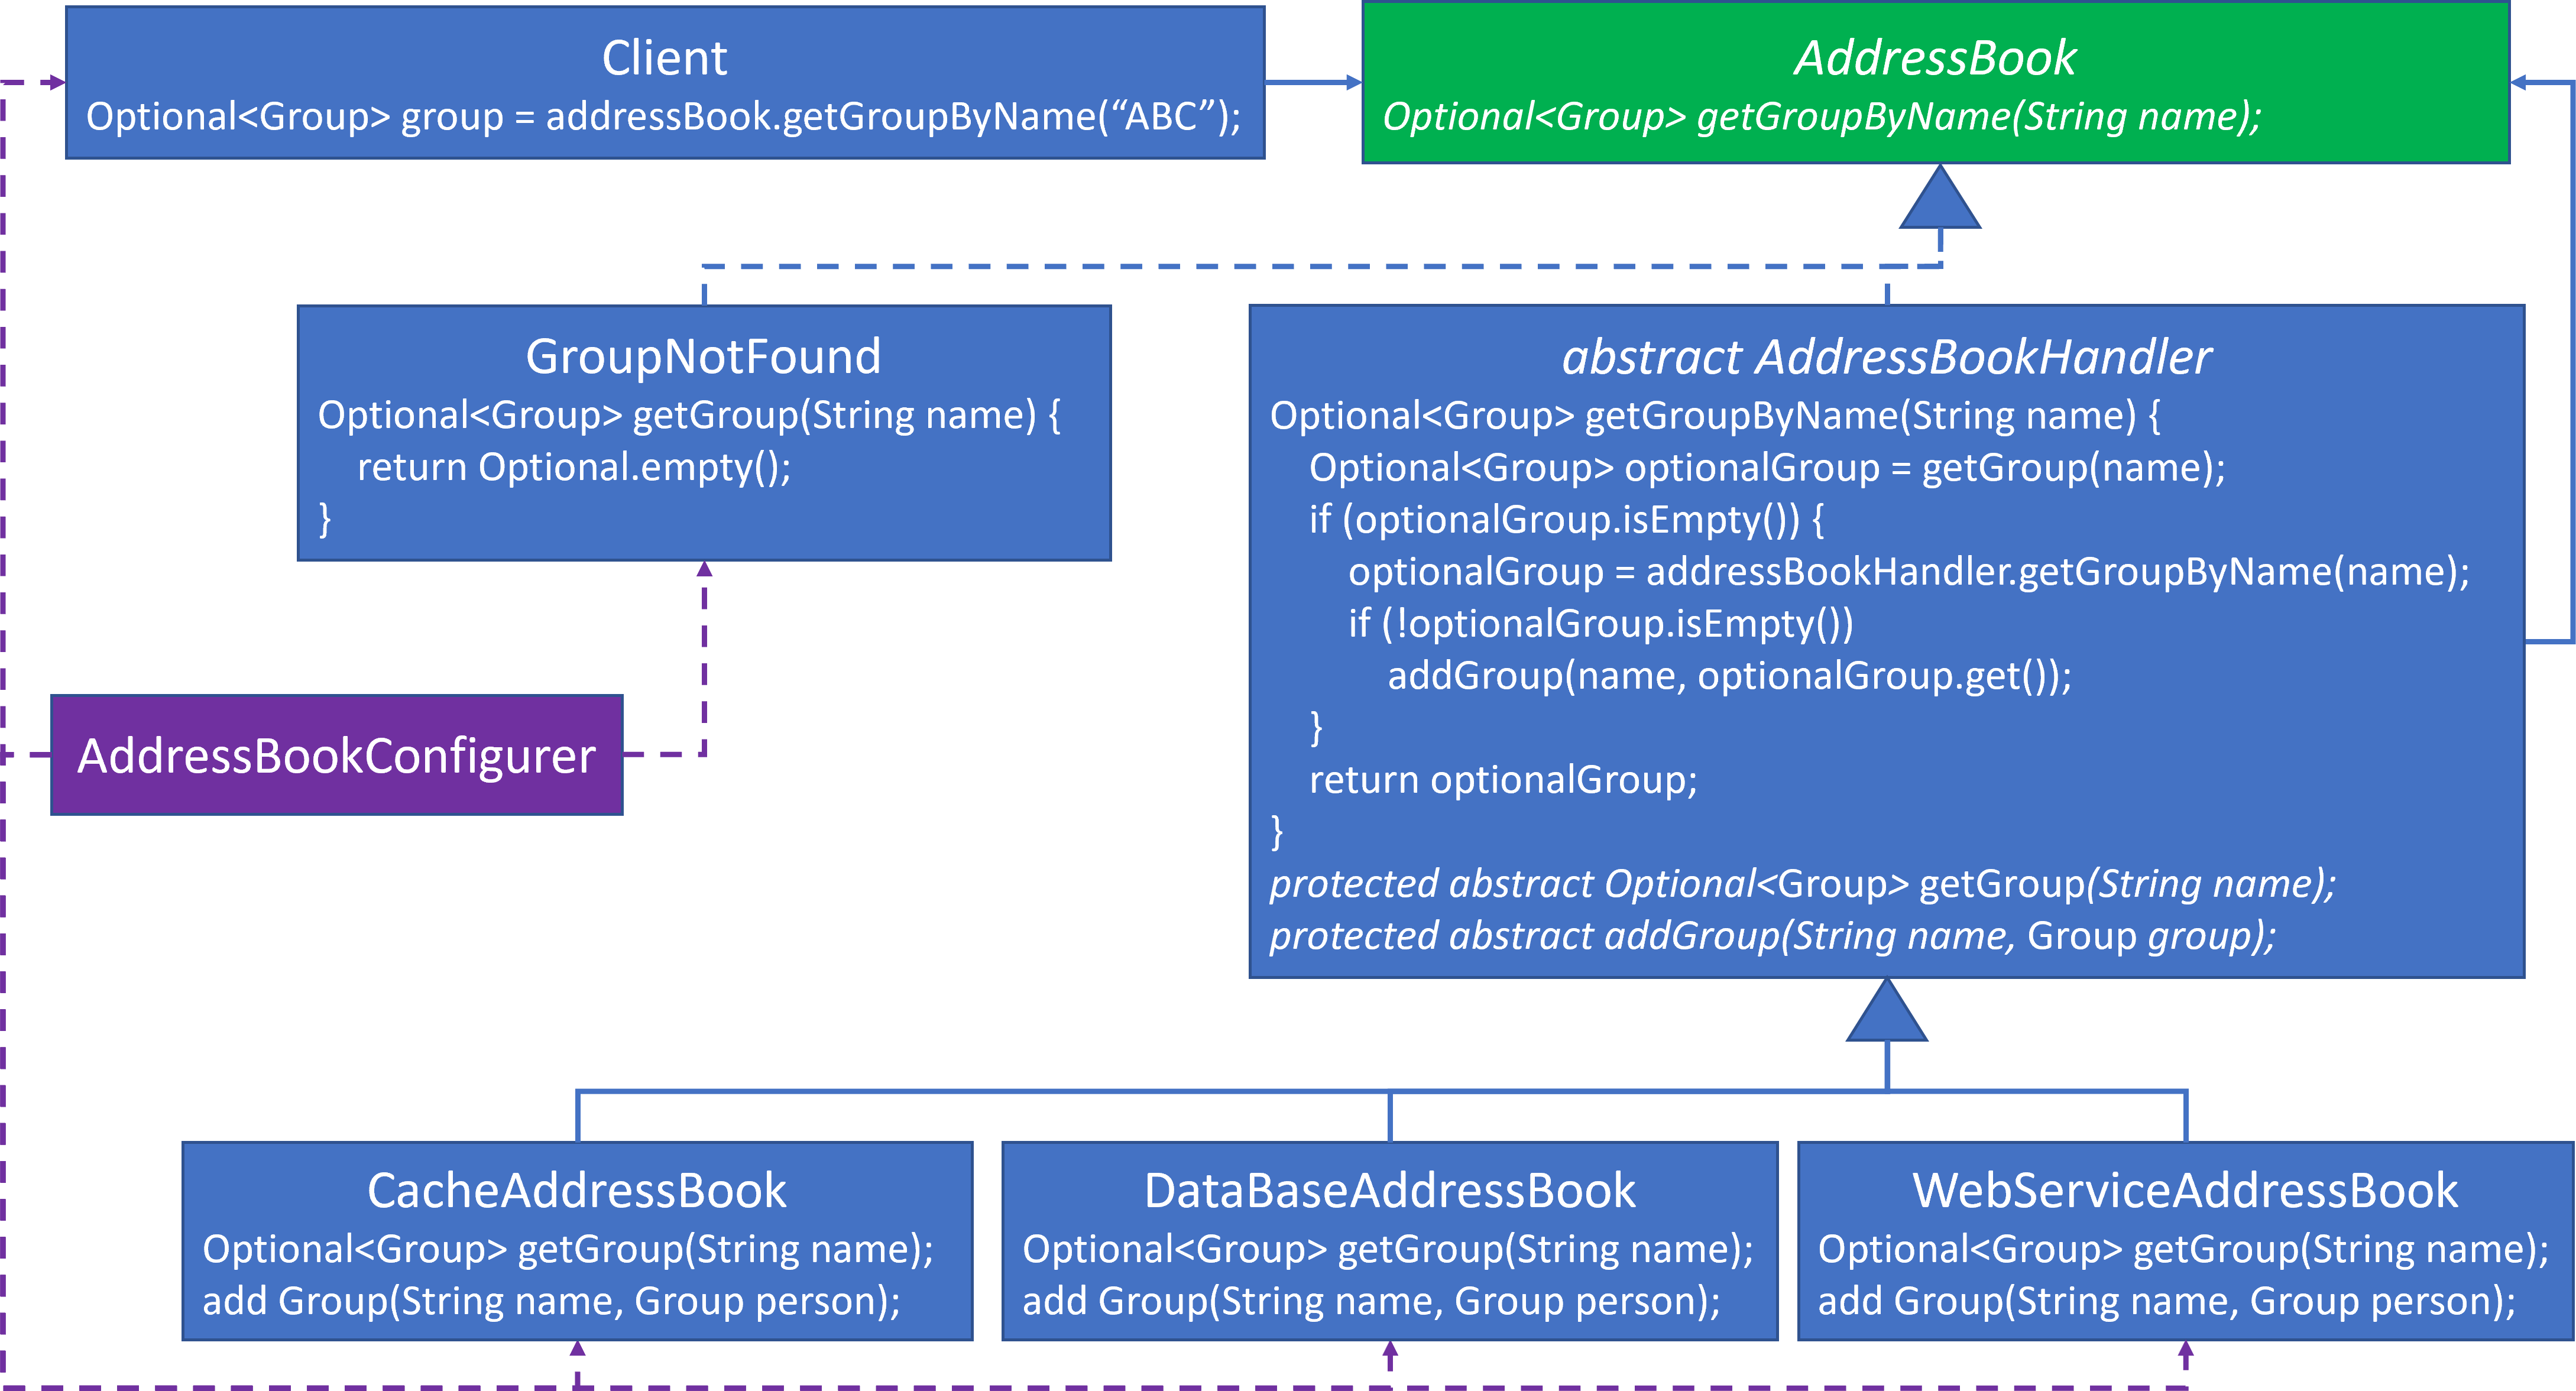 Client
Optional<Group> group = addressBook.getGroupByName(“ABC”);
AddressBook
Optional<Group> getGroupByName(String name);
GroupNotFound
Optional<Group> getGroup(String name) {
return Optional.empty();
}
abstract AddressBookHandler
Optional<Group> getGroupByName(String name) {
Optional<Group> optionalGroup = getGroup(name);
if (optionalGroup.isEmpty()) {
optionalGroup = addressBookHandler.getGroupByName(name);
if (!optionalGroup.isEmpty())
addGroup(name, optionalGroup.get());
}
return optionalGroup;
}
protected abstract Optional<Group> getGroup(String name);
protected abstract addGroup(String name, Group group);
AddressBookConfigurer
CacheAddressBook
Optional<Group> getGroup(String name);
add Group(String name, Group person);
DataBaseAddressBook
Optional<Group> getGroup(String name);
add Group(String name, Group person);
WebServiceAddressBook
Optional<Group> getGroup(String name);
add Group(String name, Group person);